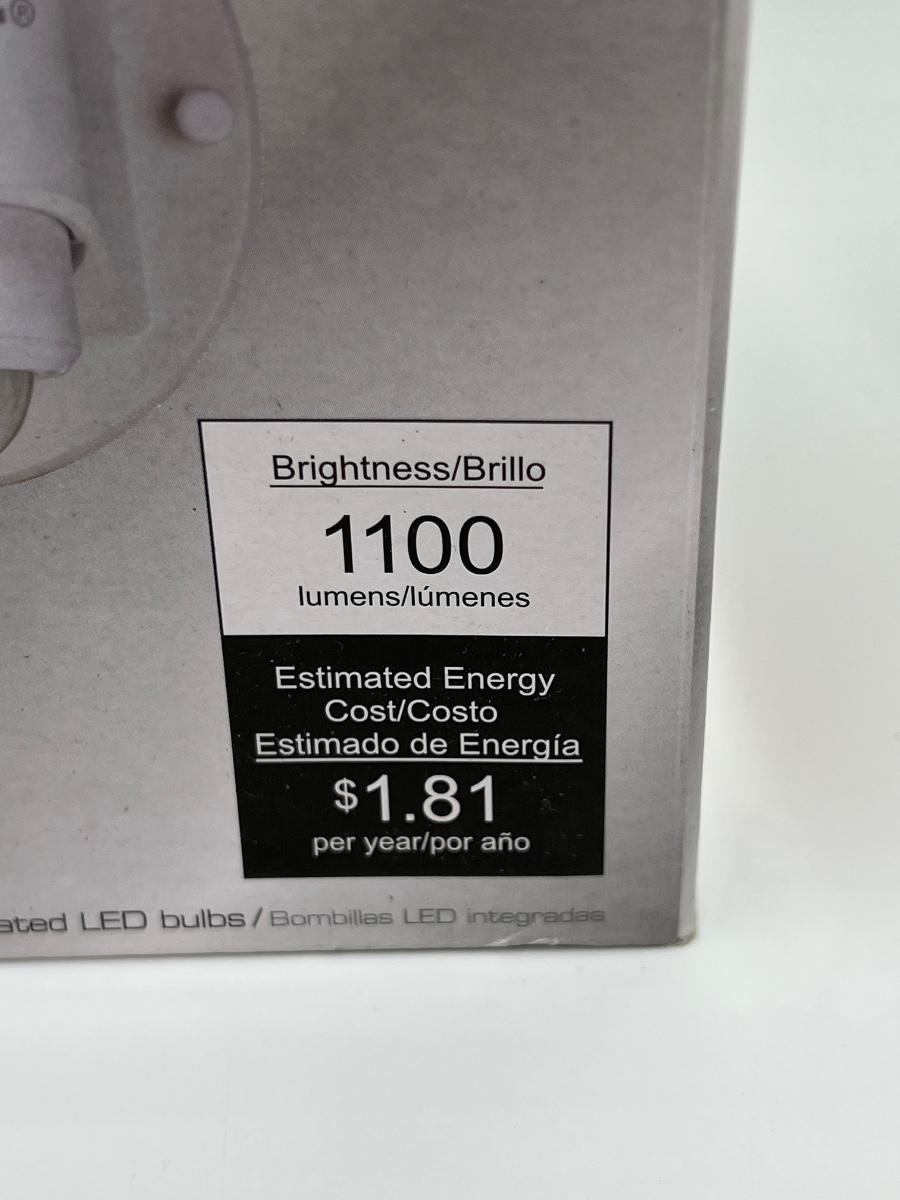 ®
Brightness/Brillo
1100
lumens/lúmenes
Estimated Energy
Cost/Costo
Estimado de Energía
$1.81
per year/por año
LED bulbs / Bombillas LED integradas